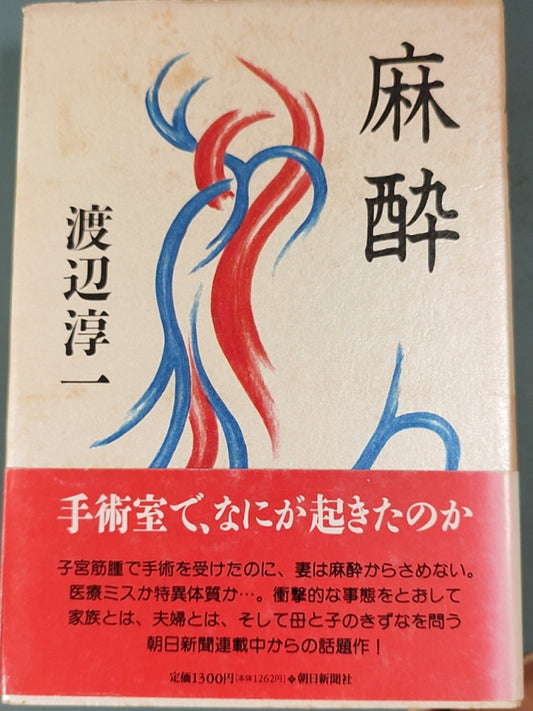 麻酔
渡辺淳一
手術室で、なにが起きたのか
子宮筋腫で手術を受けたのに、妻は麻酔からさめない。
医療ミスか特異体質か…。衝撃的な事態をとおして
家族とは、夫婦とは、そして母と子のきずなを問う
朝日新聞連載中からの話題作！
定価1300円〔本体1262円〕❖朝日新聞社